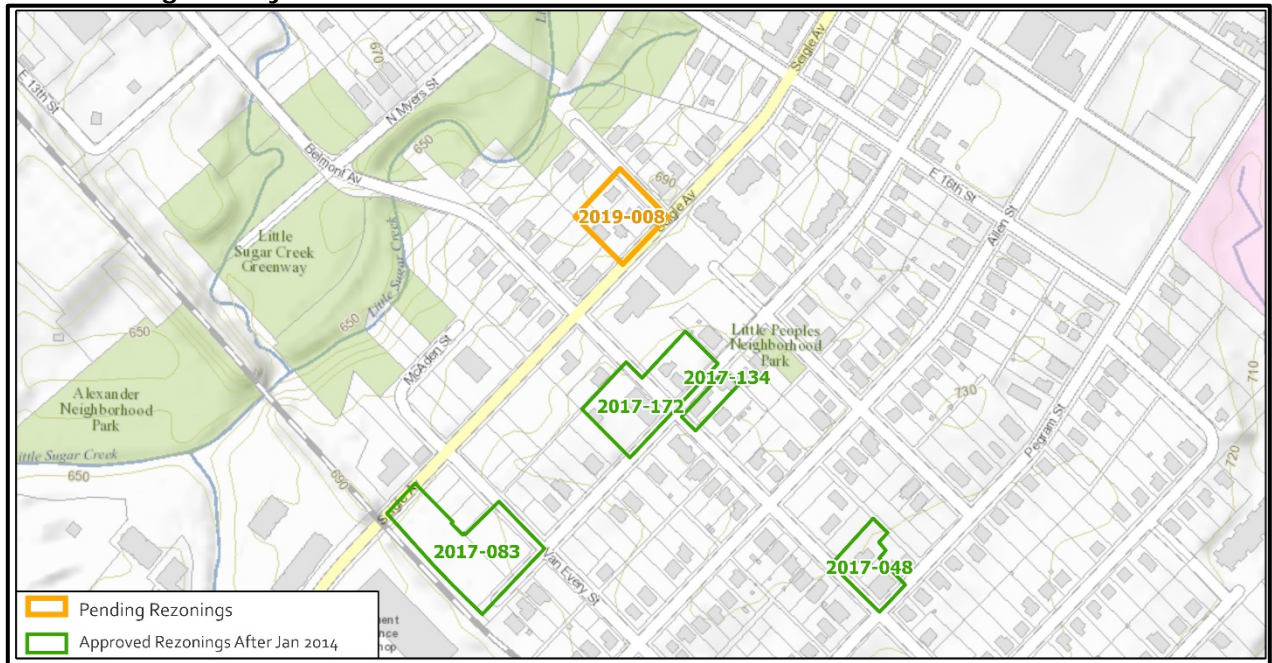 E 13th St
670
N Myers St
650
Belmont Av
Seigle Av
690
E 16th St
Allen St
2019-008
Seigle Av
Little
Sugar Creek
Greenway
Little Sugar Creek
650
650
McAden St
Alexander
Neighborhood
Park
ittle Sugar Creek
650
690
Little Peoples
Neighborhood
Park
2017-134
2017-172
730
710
Pegram St
720
2017-083
Van Every St
2017-048
Pending Rezonings
Approved Rezonings After Jan 2014